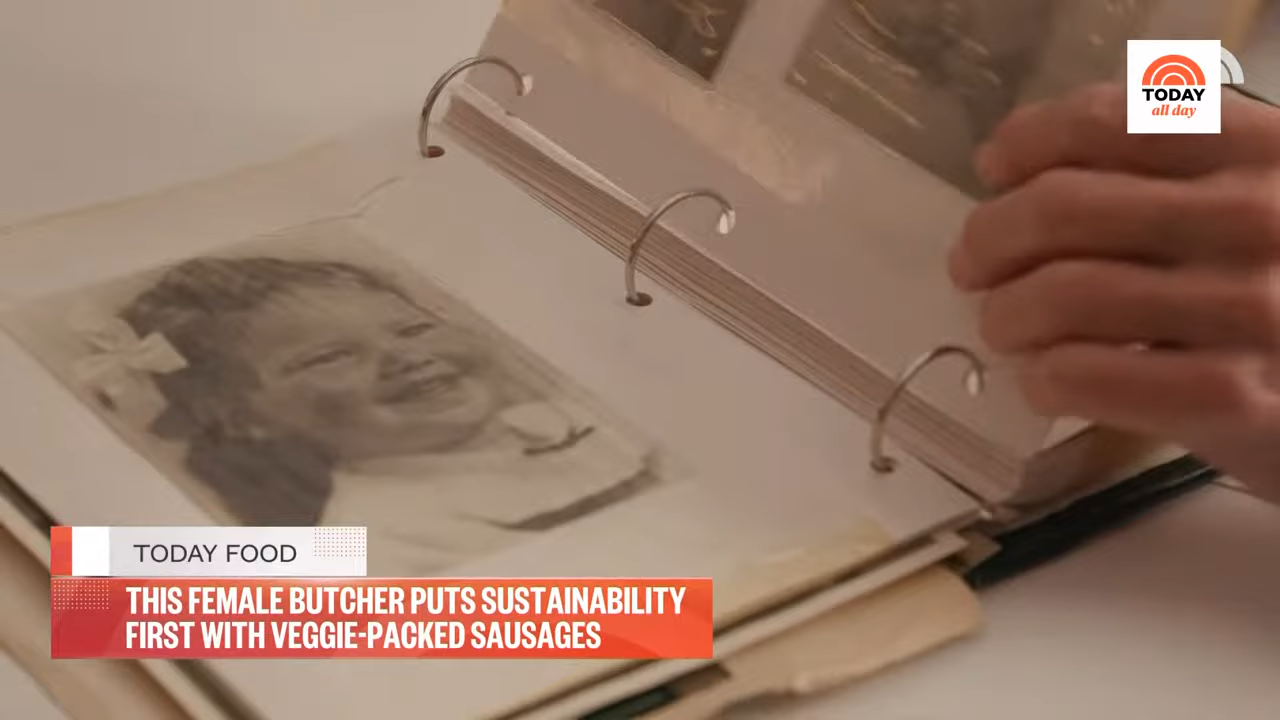 TODAY
all day
TODAY FOOD
THIS FEMALE BUTCHER PUTS SUSTAINABILITY
FIRST WITH VEGGIE-PACKED SAUSAGES